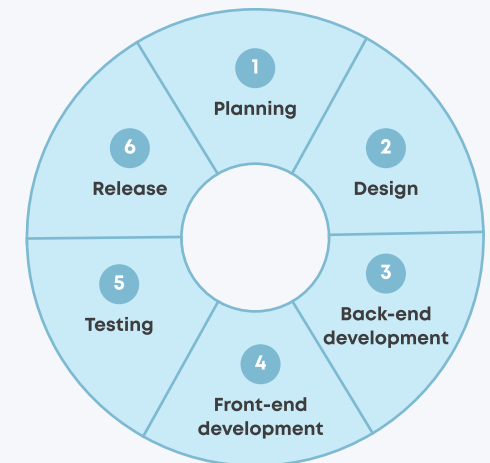 1
Planning
2
Design
3
Back-end
development
4
Front-end
development
5
Testing
6
Release